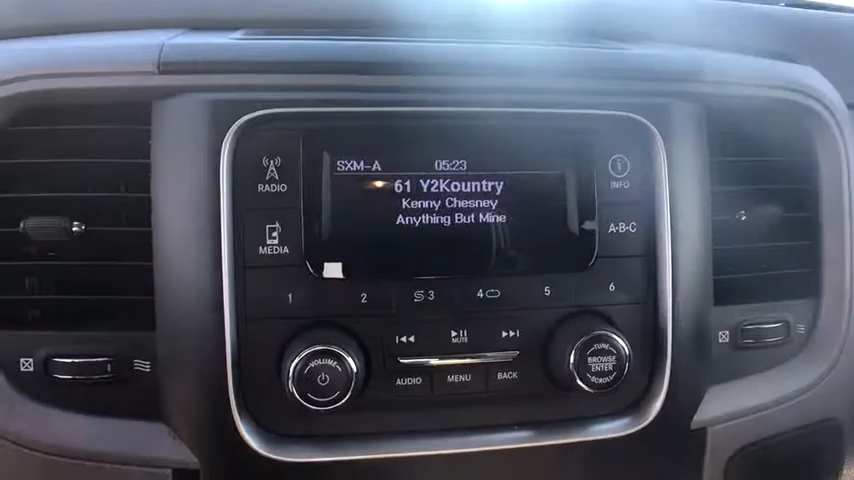 SXM-A 05:23
61 Y2Kountry
Kenny Chesney
Anything But Mine
RADIO
MEDIA
INFO
A·B·C
1 2 3 4 5 6
MUTE
VOLUME
AUDIO MENU BACK
TUNE
BROWSE
ENTER
SCROLL